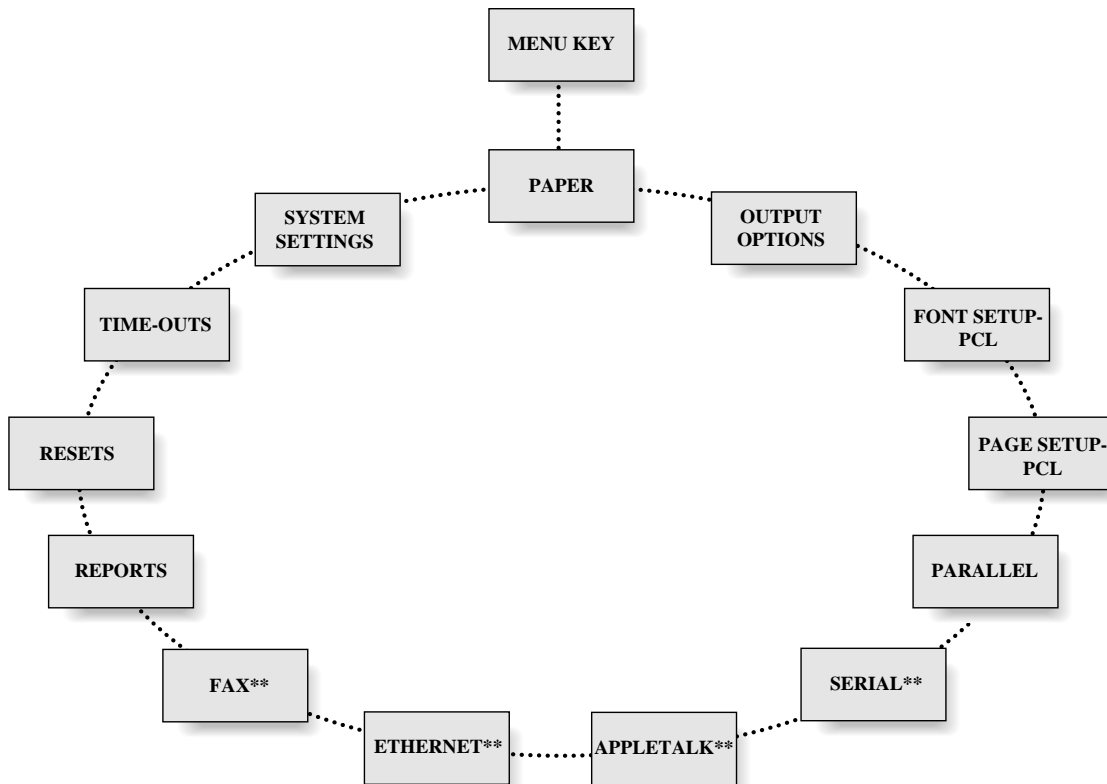 MENU KEY
PAPER
OUTPUT
OPTIONS
FONT SETUP-
PCL
PAGE SETUP-
PCL
PARALLEL
SERIAL**
APPLETALK**
ETHERNET**
FAX**
REPORTS
RESETS
TIME-OUTS
SYSTEM
SETTINGS